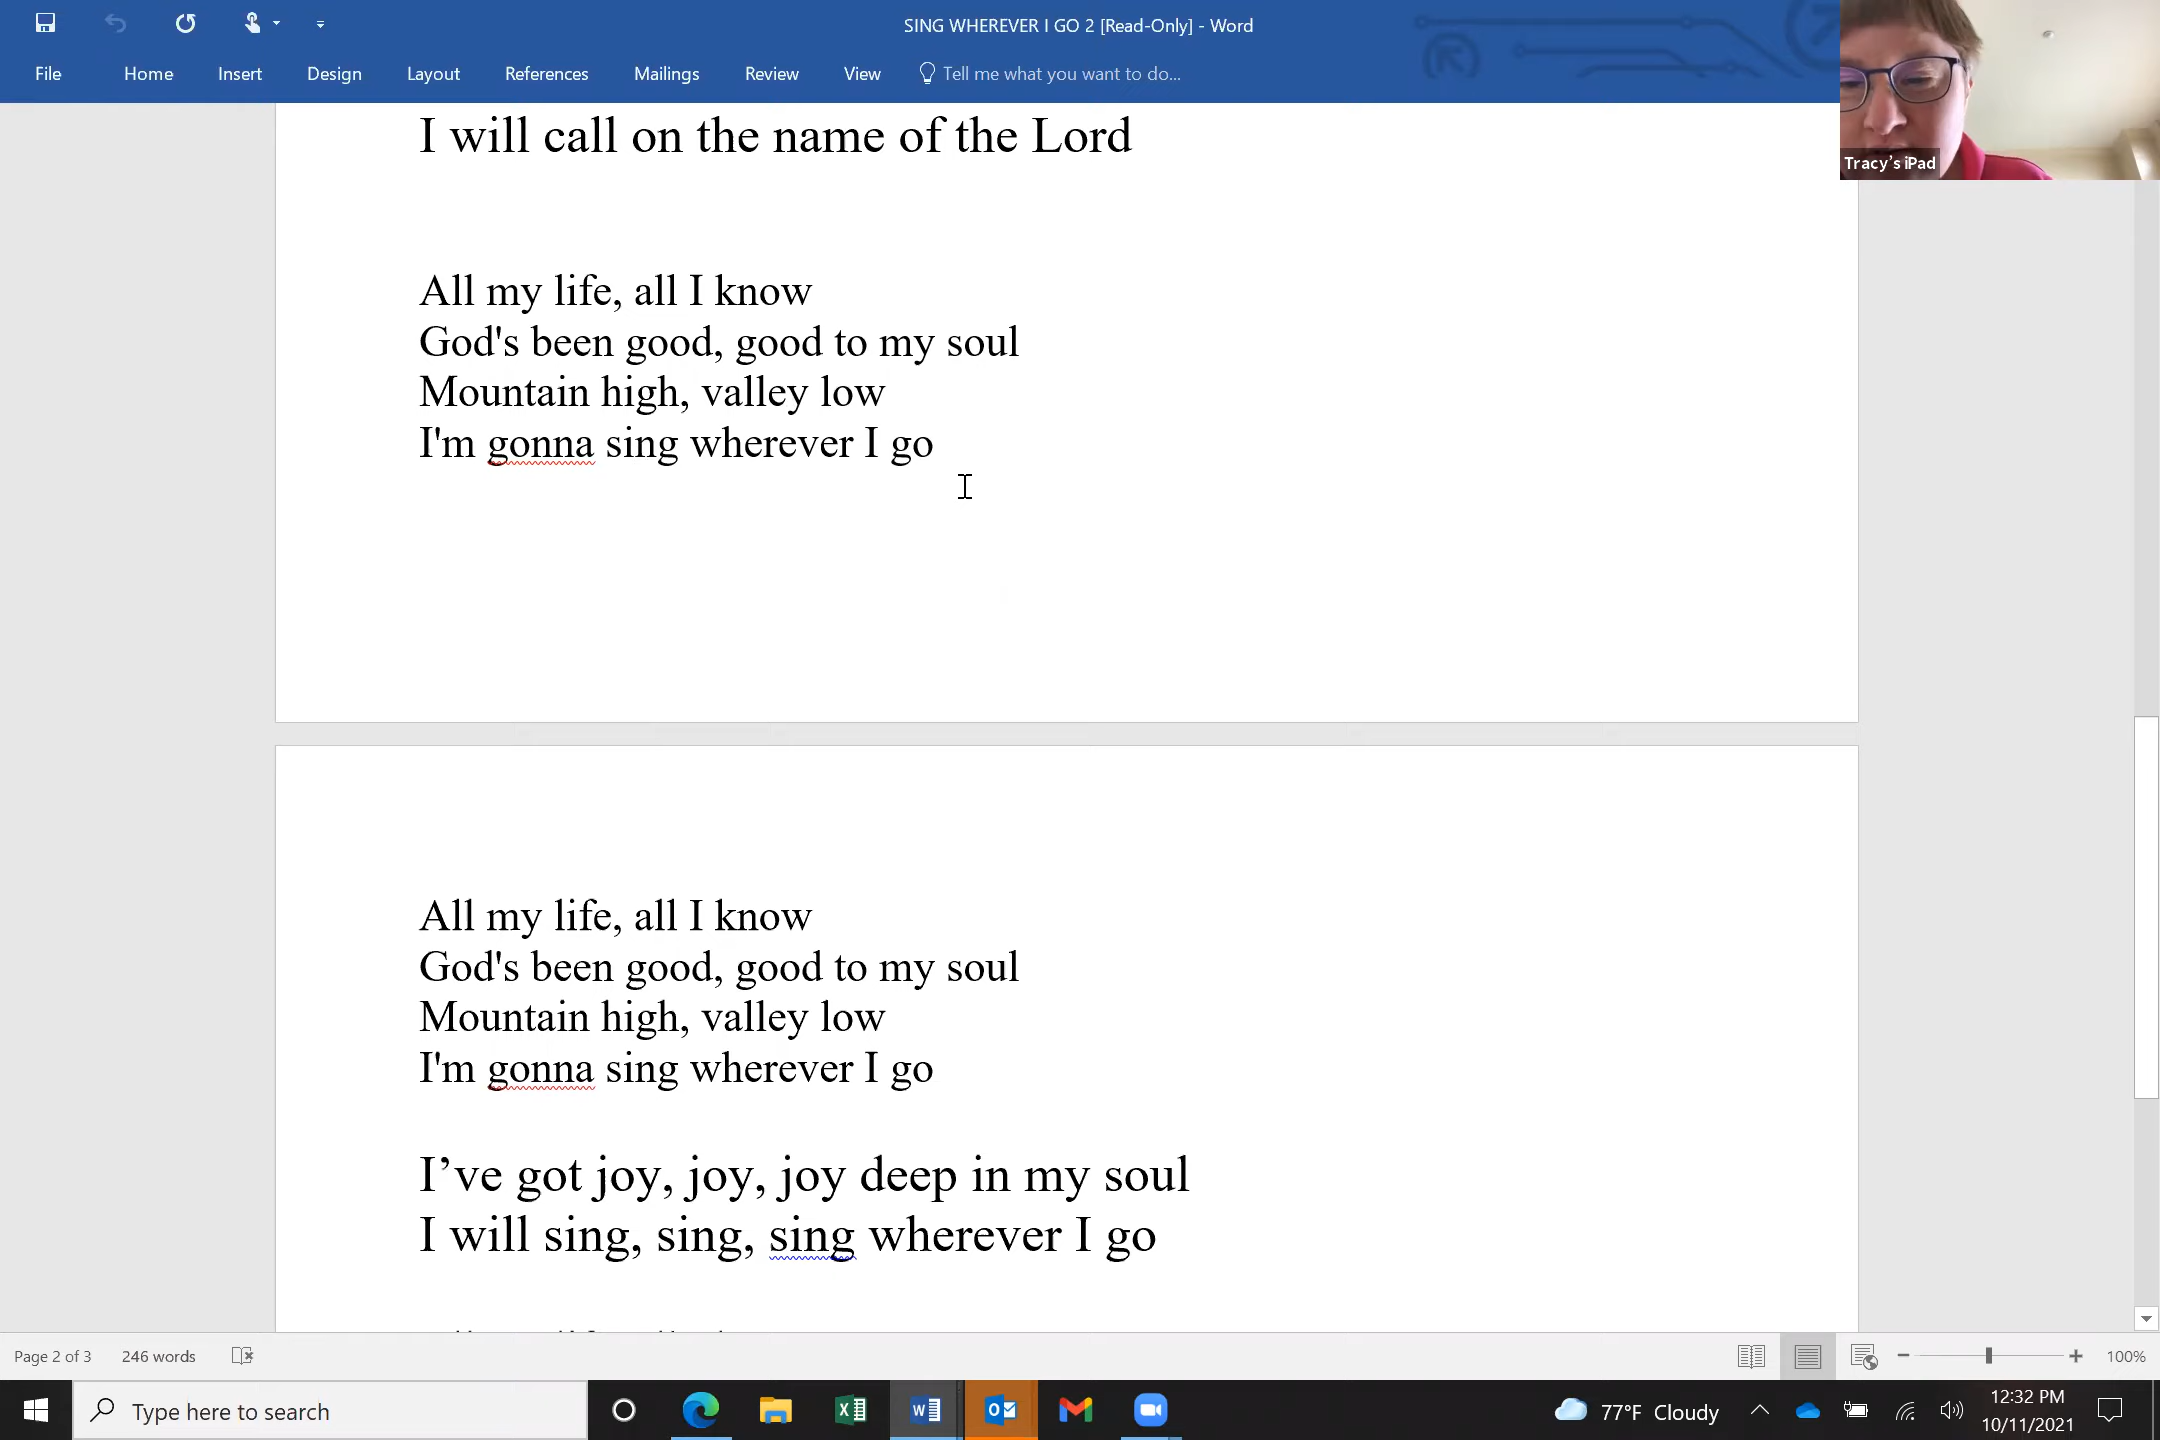 SING WHEREVER I GO 2 [Read-Only] - Word
File Home Insert Design Layout References Mailings Review View Tell me what you want to do...
Tracy's iPad
I will call on the name of the Lord
All my life, all I know
God's been good, good to my soul
Mountain high, valley low
I'm gonna sing wherever I go
All my life, all I know
God's been good, good to my soul
Mountain high, valley low
I'm gonna sing wherever I go
I’ve got joy, joy, joy deep in my soul
I will sing, sing, sing wherever I go
Page 2 of 3 246 words 100%
Type here to search 77°F Cloudy 12:32 PM
10/11/2021